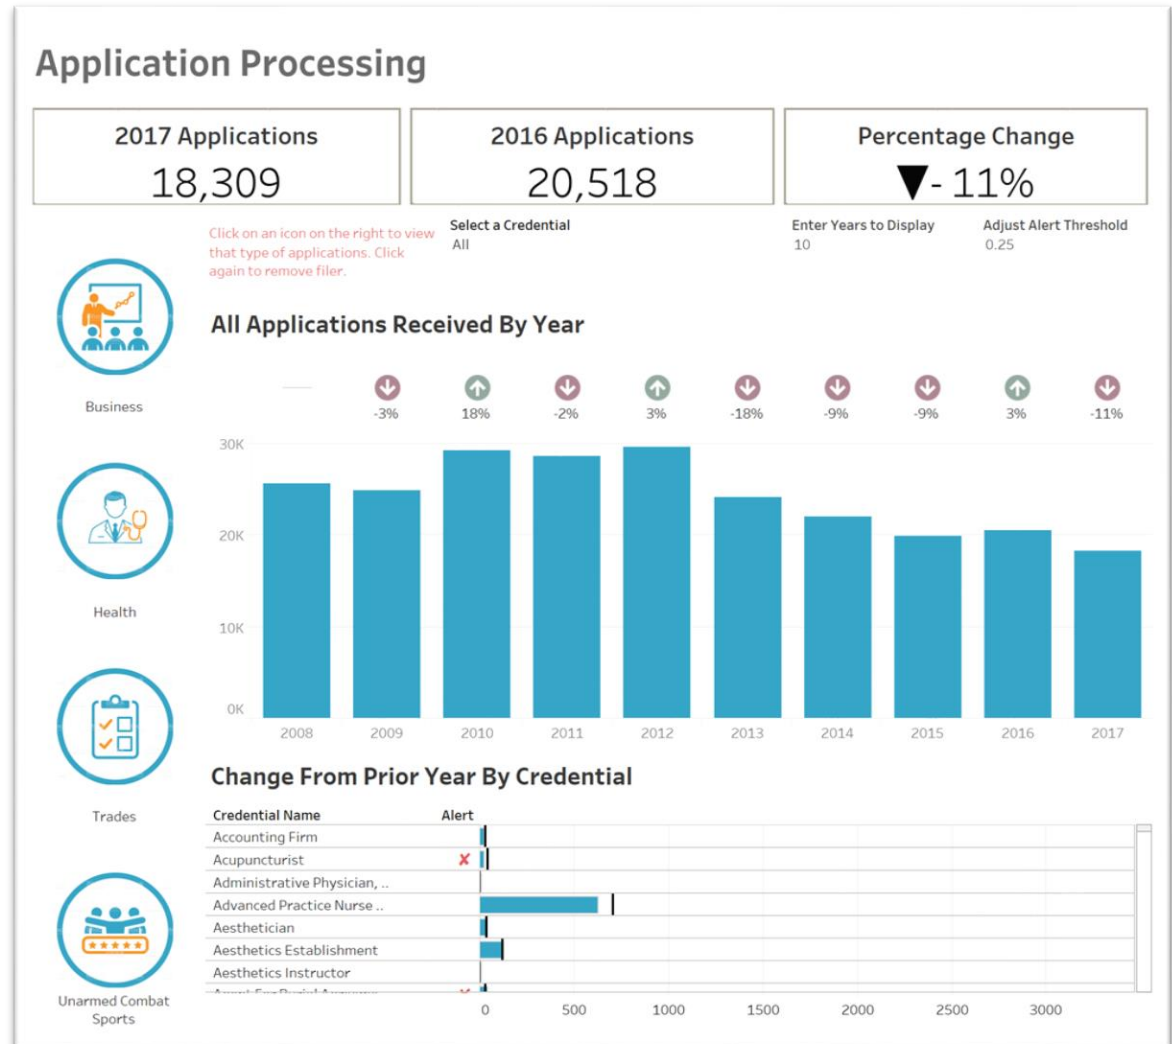 Application Processing
2017 Applications
18,309
2016 Applications
20,518
Percentage Change
▼- 11%
Click on an icon on the right to view
that type of applications. Click
again to remove filer.
Select a Credential
All
Enter Years to Display
10
Adjust Alert Threshold
0.25
Business
Health
Trades
Unarmed Combat
Sports
All Applications Received By Year
-3% 18% -2% 3% -18% -9% -9% 3% -11%
30K
20K
10K
0K
2008 2009 2010 2011 2012 2013 2014 2015 2016 2017
Change From Prior Year By Credential
Credential Name Alert
Accounting Firm
Acupuncturist ✘
Administrative Physician, ..
Advanced Practice Nurse ..
Aesthetician
Aesthetics Establishment
Aesthetics Instructor
0 500 1000 1500 2000 2500 3000